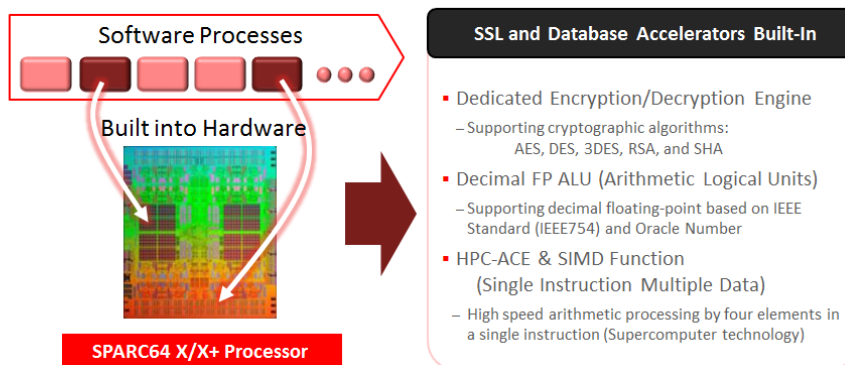 Software Processes
Built into Hardware
SPARC64 X/X+ Processor
SSL and Database Accelerators Built-In
▪ Dedicated Encryption/Decryption Engine
– Supporting cryptographic algorithms:
AES, DES, 3DES, RSA, and SHA
▪ Decimal FP ALU (Arithmetic Logical Units)
– Supporting decimal floating-point based on IEEE
Standard (IEEE754) and Oracle Number
▪ HPC-ACE & SIMD Function
(Single Instruction Multiple Data)
– High speed arithmetic processing by four elements in
a single instruction (Supercomputer technology)